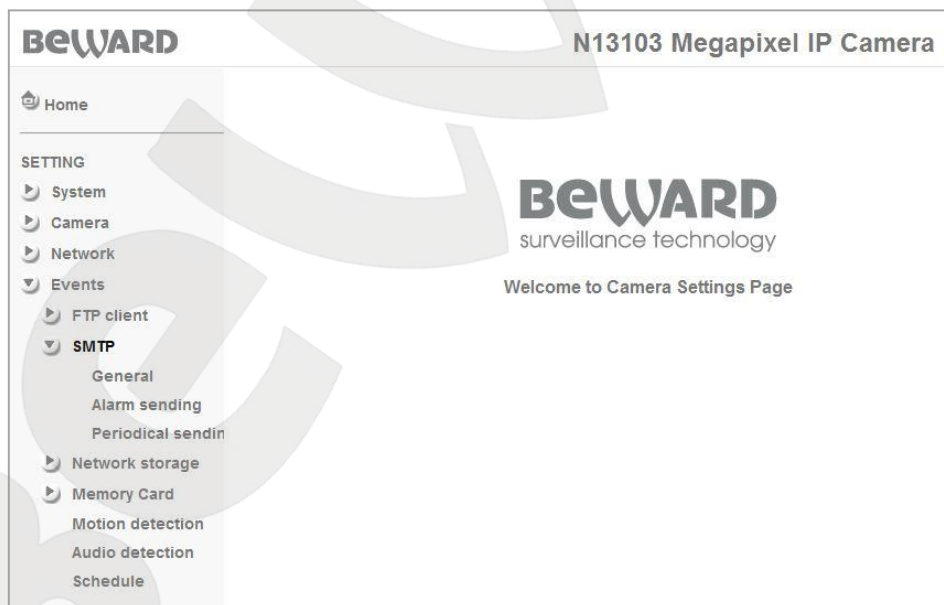 BEWARD
N13103 Megapixel IP Camera
Home
SETTING
System
Camera
Network
Events
FTP client
SMTP
General
Alarm sending
Periodical sendin
Network storage
Memory Card
Motion detection
Audio detection
Schedule
BEWARD
surveillance technology
Welcome to Camera Settings Page